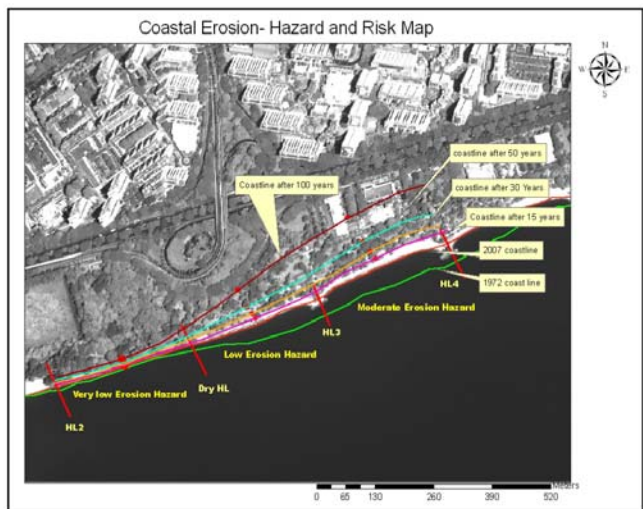 Coastal Erosion- Hazard and Risk Map
N
W
E
S
coastline after 50 years
Coastline after 100 years
coastline after 30 Years
Coastline after 15 years
2007 coastline
1972 coast line
HL4
HL3
Moderate Erosion Hazard
Low Erosion Hazard
Dry HL
Very low Erosion Hazard
HL2
Meters
0 65 130 260 390 520